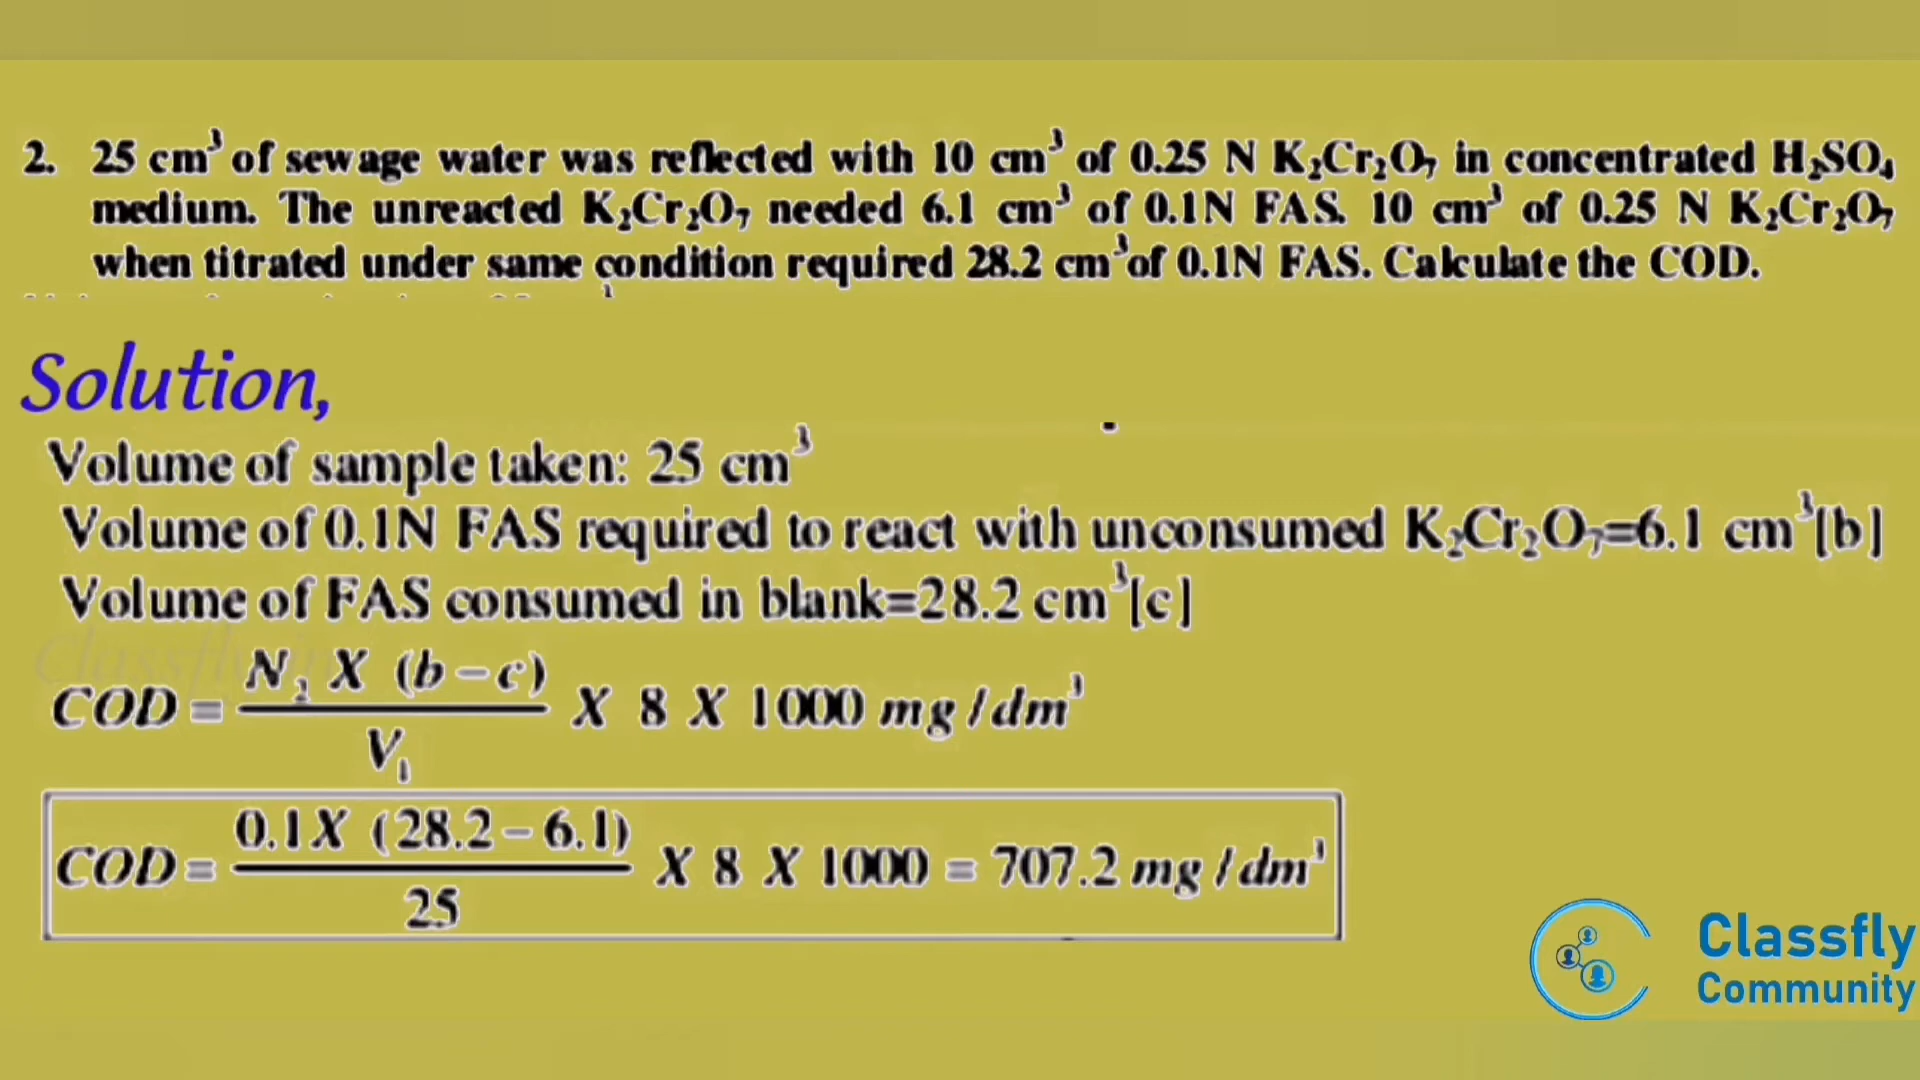 2. 25 cm³ of sewage water was reflected with 10 cm³ of 0.25 N K₂Cr₂O₇ in concentrated H₂SO₄
medium. The unreacted K₂Cr₂O₇ needed 6.1 cm³ of 0.1N FAS. 10 cm³ of 0.25 N K₂Cr₂O₇
when titrated under same condition required 28.2 cm³of 0.1N FAS. Calculate the COD.
Solution,
Volume of sample taken: 25 cm³
Volume of 0.1N FAS required to react with unconsumed K₂Cr₂O₇=6.1 cm³[b]
Volume of FAS consumed in blank=28.2 cm³[c]
Classfly.in
N₂ X (b – c)
COD = ――― X 8 X 1000 mg / dm³
V₁
0.1 X (28.2 – 6.1)
COD = ――― X 8 X 1000 = 707.2 mg / dm³
25
Classfly
Community